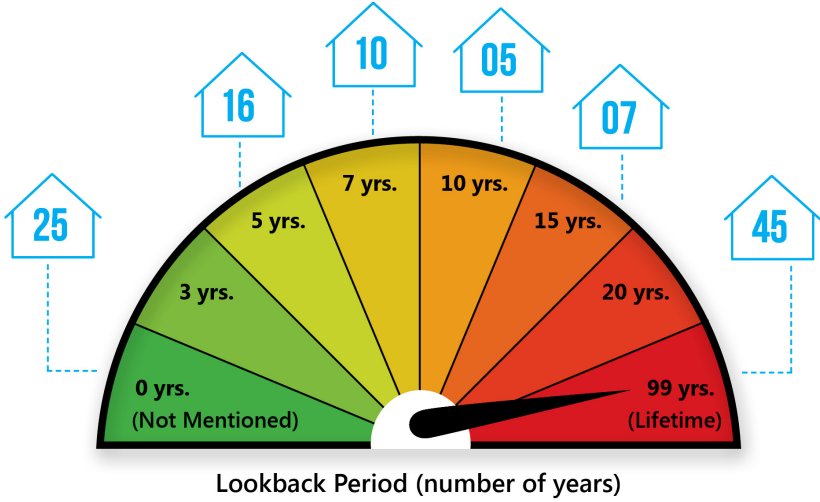 10
05
16
07
25
45
7 yrs.
10 yrs.
5 yrs.
15 yrs.
3 yrs.
20 yrs.
0 yrs.
(Not Mentioned)
99 yrs.
(Lifetime)
Lookback Period (number of years)